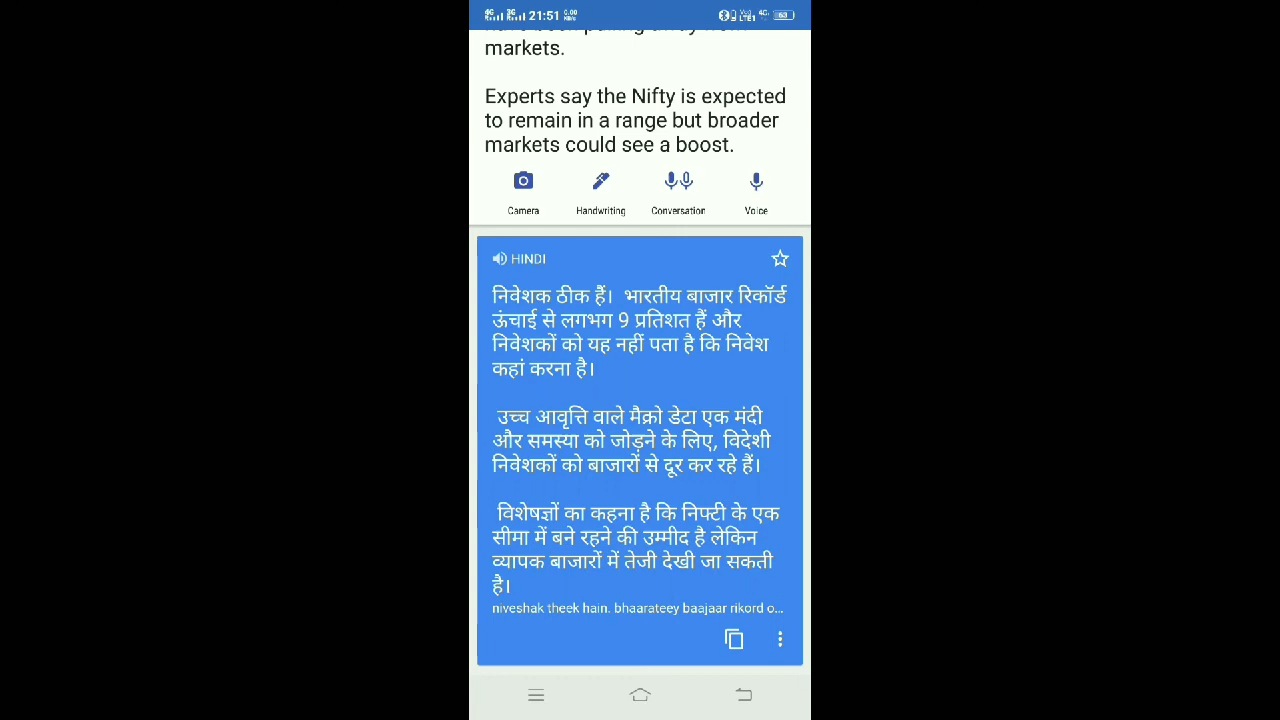 21:51
markets.
Experts say the Nifty is expected
to remain in a range but broader
markets could see a boost.
Camera Handwriting Conversation Voice
HINDI
निवेशक ठीक हैं। भारतीय बाजार रिकॉर्ड
ऊंचाई से लगभग 9 प्रतिशत हैं और
निवेशकों को यह नहीं पता है कि निवेश
कहां करना है।
उच्च आवृत्ति वाले मैक्रो डेटा एक मंदी
और समस्या को जोड़ने के लिए, विदेशी
निवेशकों को बाजारों से दूर कर रहे हैं।
विशेषज्ञों का कहना है कि निफ्टी के एक
सीमा में बने रहने की उम्मीद है लेकिन
व्यापक बाजारों में तेजी देखी जा सकती
है।
niveshak theek hain. bhaarateey baajaar rikord o...